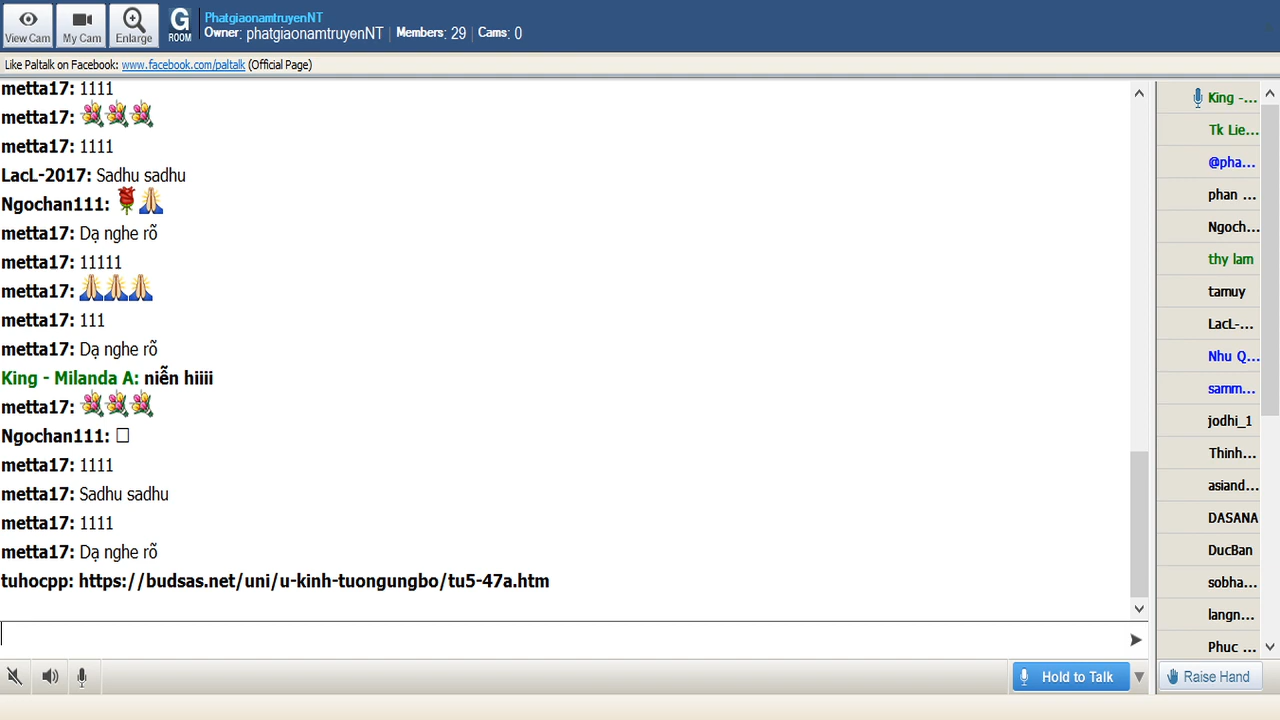 View Cam
My Cam
Enlarge
G
ROOM
PhatgiaonamtruyenNT
Owner: phatgiaonamtruyenNT | Members: 29 | Cams: 0
Like Paltalk on Facebook: www.facebook.com/paltalk (Official Page)
metta17: 1111
metta17:
metta17: 1111
LacL-2017: Sadhu sadhu
Ngochan111:
metta17: Dạ nghe rõ
metta17: 11111
metta17:
metta17: 111
metta17: Dạ nghe rõ
King - Milanda A: niễn hiiii
metta17:
Ngochan111:
metta17: 1111
metta17: Sadhu sadhu
metta17: 1111
metta17: Dạ nghe rõ
tuhocpp: https://budsas.net/uni/u-kinh-tuongungbo/tu5-47a.htm
King -...
Tk Lie...
@pha...
phan ...
Ngoch...
thy lam
tamuy
LacL-...
Nhu Q...
samm...
jodhi_1
Thinh...
asiand...
DASANA
DucBan
sobha...
langn...
Phuc ...
Hold to Talk
Raise Hand